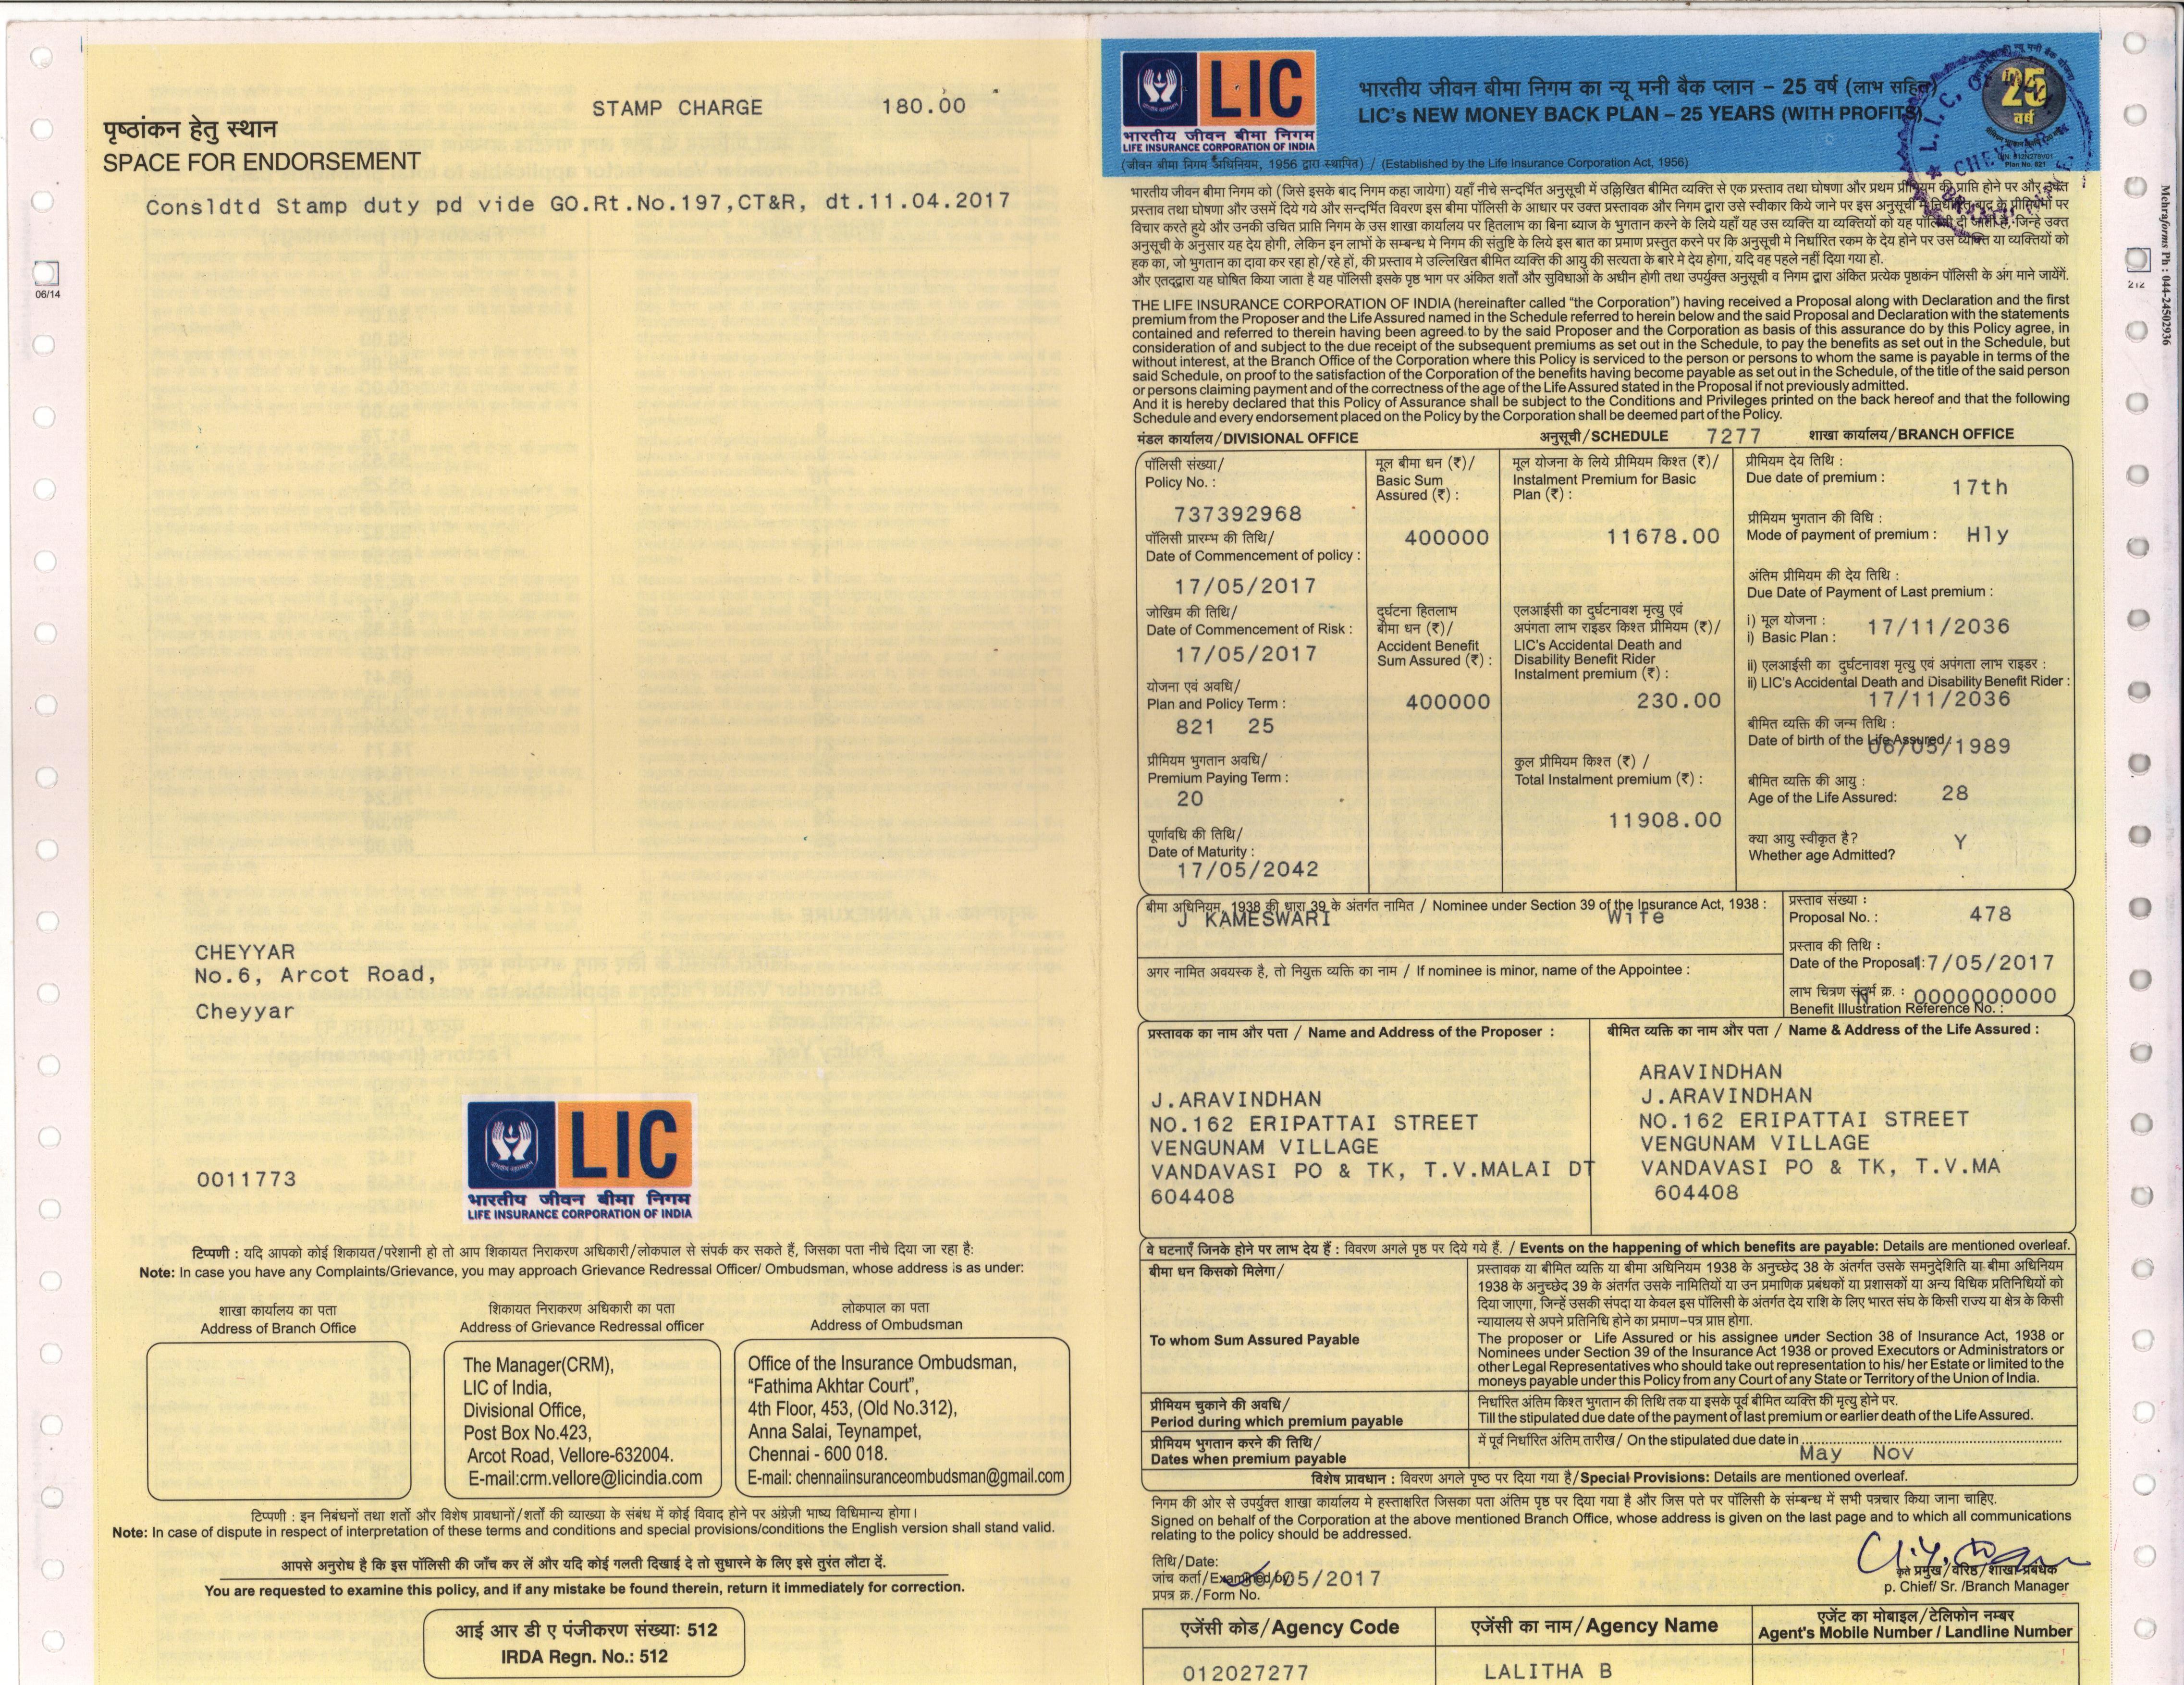 STAMP CHARGE 180.00
पृष्ठांकन हेतु स्थान
SPACE FOR ENDORSEMENT
Consldtd Stamp duty pd vide GO.Rt.No.197,CT&R, dt.11.04.2017
06/14
CHEYYAR
No.6, Arcot Road,
Cheyyar
0011773
LIC
भारतीय जीवन बीमा निगम
LIFE INSURANCE CORPORATION OF INDIA
टिप्पणी : यदि आपको कोई शिकायत/परेशानी हो तो आप शिकायत निराकरण अधिकारी/लोकपाल से संपर्क कर सकते हैं, जिसका पता नीचे दिया जा रहा है:
Note: In case you have any Complaints/Grievance, you may approach Grievance Redressal Officer/ Ombudsman, whose address is as under:
शाखा कार्यालय का पता
Address of Branch Office
शिकायत निराकरण अधिकारी का पता
Address of Grievance Redressal officer
The Manager(CRM),
LIC of India,
Divisional Office,
Post Box No.423,
Arcot Road, Vellore-632004.
E-mail:crm.vellore@licindia.com
लोकपाल का पता
Address of Ombudsman
Office of the Insurance Ombudsman,
“Fathima Akhtar Court”,
4th Floor, 453, (Old No.312),
Anna Salai, Teynampet,
Chennai - 600 018.
E-mail: chennaiinsuranceombudsman@gmail.com
टिप्पणी : इन निबंधनों तथा शर्तों और विशेष प्रावधानों/शर्तों की व्याख्या के संबंध में कोई विवाद होने पर अंग्रेज़ी भाष्य विधिमान्य होगा।
Note: In case of dispute in respect of interpretation of these terms and conditions and special provisions/conditions the English version shall stand valid.
आपसे अनुरोध है कि इस पॉलिसी की जाँच कर लें और यदि कोई गलती दिखाई दे तो सुधारने के लिए इसे तुरंत लौटा दें.
You are requested to examine this policy, and if any mistake be found therein, return it immediately for correction.
आई आर डी ए पंजीकरण संख्याः 512
IRDA Regn. No.: 512
LIC
भारतीय जीवन बीमा निगम
LIFE INSURANCE CORPORATION OF INDIA
भारतीय जीवन बीमा निगम का न्यू मनी बैक प्लान – 25 वर्ष (लाभ सहित)
LIC's NEW MONEY BACK PLAN – 25 YEARS (WITH PROFITS)
25
वर्ष
Plan No. 821
(जीवन बीमा निगम अधिनियम, 1956 द्वारा स्थापित) / (Established by the Life Insurance Corporation Act, 1956)
भारतीय जीवन बीमा निगम को (जिसे इसके बाद निगम कहा जायेगा) यहाँ नीचे सन्दर्भित अनुसूची में उल्लिखित बीमित व्यक्ति से एक प्रस्ताव तथा घोषणा और प्रथम प्रीमियम की प्राप्ति होने पर और उक्त
प्रस्ताव तथा घोषणा और उसमें दिये गये और सन्दर्भित विवरण इस बीमा पॉलिसी के आधार पर उक्त प्रस्तावक और निगम द्वारा उसे स्वीकार किये जाने पर इस अनुसूची में निर्धारित बाद के प्रीमियमों पर
विचार करते हुये और उनकी उचित प्राप्ति निगम के उस शाखा कार्यालय पर हितलाभ का बिना ब्याज के भुगतान करने के लिये यहाँ यह उस व्यक्ति या व्यक्तियों को यह पॉलिसी दी जाती है, जिन्हे उक्त
अनुसूची के अनुसार यह देय होगी, लेकिन इन लाभों के सम्बन्ध मे निगम की संतुष्टि के लिये इस बात का प्रमाण प्रस्तुत करने पर कि अनुसूची मे निर्धारित रकम के देय होने पर उस व्यक्ति या व्यक्तियों को
हक का, जो भुगतान का दावा कर रहा हो/रहे हों, की प्रस्ताव मे उल्लिखित बीमित व्यक्ति की आयु की सत्यता के बारे मे देय होगा, यदि वह पहले नहीं दिया गया हो.
और एतद्द्वारा यह घोषित किया जाता है यह पॉलिसी इसके पृष्ठ भाग पर अंकित शर्तों और सुविधाओं के अधीन होगी तथा उपर्युक्त अनुसूची व निगम द्वारा अंकित प्रत्येक पृष्ठांकन पॉलिसी के अंग माने जायेंगे.
THE LIFE INSURANCE CORPORATION OF INDIA (hereinafter called “the Corporation”) having received a Proposal along with Declaration and the first
premium from the Proposer and the Life Assured named in the Schedule referred to herein below and the said Proposal and Declaration with the statements
contained and referred to therein having been agreed to by the said Proposer and the Corporation as basis of this assurance do by this Policy agree, in
consideration of and subject to the due receipt of the subsequent premiums as set out in the Schedule, to pay the benefits as set out in the Schedule, but
without interest, at the Branch Office of the Corporation where this Policy is serviced to the person or persons to whom the same is payable in terms of the
said Schedule, on proof to the satisfaction of the Corporation of the benefits having become payable as set out in the Schedule, of the title of the said person
or persons claiming payment and of the correctness of the age of the Life Assured stated in the Proposal if not previously admitted.
And it is hereby declared that this Policy of Assurance shall be subject to the Conditions and Privileges printed on the back hereof and that the following
Schedule and every endorsement placed on the Policy by the Corporation shall be deemed part of the Policy.
मंडल कार्यालय/DIVISIONAL OFFICE अनुसूची/SCHEDULE 7277 शाखा कार्यालय/BRANCH OFFICE
पॉलिसी संख्या/
Policy No. :
737392968
पॉलिसी प्रारम्भ की तिथि/
Date of Commencement of policy :
17/05/2017
जोखिम की तिथि/
Date of Commencement of Risk :
17/05/2017
योजना एवं अवधि/
Plan and Policy Term :
821 25
प्रीमियम भुगतान अवधि/
Premium Paying Term :
20
पूर्णावधि की तिथि/
Date of Maturity :
17/05/2042
मूल बीमा धन (₹)/
Basic Sum
Assured (₹) :
400000
दुर्घटना हितलाभ
बीमा धन (₹)/
Accident Benefit
Sum Assured (₹) :
400000
मूल योजना के लिये प्रीमियम किश्त (₹)/
Instalment Premium for Basic
Plan (₹) :
11678.00
एलआईसी का दुर्घटनावश मृत्यु एवं
अपंगता लाभ राइडर किश्त प्रीमियम (₹)/
LIC's Accidental Death and
Disability Benefit Rider
Instalment premium (₹) :
230.00
कुल प्रीमियम किश्त (₹) /
Total Instalment premium (₹) :
11908.00
प्रीमियम देय तिथि :
Due date of premium :
17th
प्रीमियम भुगतान की विधि :
Mode of payment of premium : Hly
अंतिम प्रीमियम की देय तिथि :
Due Date of Payment of Last premium :
i) मूल योजना :
i) Basic Plan : 17/11/2036
ii) एलआईसी का दुर्घटनावश मृत्यु एवं अपंगता लाभ राइडर :
ii) LIC's Accidental Death and Disability Benefit Rider :
17/11/2036
बीमित व्यक्ति की जन्म तिथि :
Date of birth of the Life Assured : 06/05/1989
बीमित व्यक्ति की आयु :
Age of the Life Assured: 28
क्या आयु स्वीकृत है?
Whether age Admitted? Y
बीमा अधिनियम, 1938 की धारा 39 के अंतर्गत नामित / Nominee under Section 39 of the Insurance Act, 1938 :
J KAMESWARI Wife
अगर नामित अवयस्क है, तो नियुक्त व्यक्ति का नाम / If nominee is minor, name of the Appointee :
प्रस्ताव संख्या :
Proposal No. : 478
प्रस्ताव की तिथि :
Date of the Proposal: 17/05/2017
लाभ चित्रण संदर्भ क्र. : N 0000000000
Benefit Illustration Reference No. :
प्रस्तावक का नाम और पता / Name and Address of the Proposer :
J.ARAVINDHAN
NO.162 ERIPATTAI STREET
VENGUNAM VILLAGE
VANDAVASI PO & TK, T.V.MALAI DT
604408
बीमित व्यक्ति का नाम और पता / Name & Address of the Life Assured :
ARAVINDHAN
J.ARAVINDHAN
NO.162 ERIPATTAI STREET
VENGUNAM VILLAGE
VANDAVASI PO & TK, T.V.MA
604408
वे घटनाएँ जिनके होने पर लाभ देय हैं : विवरण अगले पृष्ठ पर दिये गये हैं. / Events on the happening of which benefits are payable: Details are mentioned overleaf.
बीमा धन किसको मिलेगा/
To whom Sum Assured Payable
प्रस्तावक या बीमित व्यक्ति या बीमा अधिनियम 1938 के अनुच्छेद 38 के अंतर्गत उसके समनुदेशिति या बीमा अधिनियम
1938 के अनुच्छेद 39 के अंतर्गत उसके नामितियों या उन प्रमाणिक प्रबंधकों या प्रशासकों या अन्य विधिक प्रतिनिधियों को
दिया जाएगा, जिन्हें उसकी संपदा या केवल इस पॉलिसी के अंतर्गत देय राशि के लिए भारत संघ के किसी राज्य या क्षेत्र के किसी
न्यायालय से अपने प्रतिनिधि होने का प्रमाण–पत्र प्राप्त होगा.
The proposer or Life Assured or his assignee under Section 38 of Insurance Act, 1938 or
Nominees under Section 39 of the Insurance Act 1938 or proved Executors or Administrators or
other Legal Representatives who should take out representation to his/ her Estate or limited to the
moneys payable under this Policy from any Court of any State or Territory of the Union of India.
प्रीमियम चुकाने की अवधि/
Period during which premium payable
निर्धारित अंतिम किश्त भुगतान की तिथि तक या इसके पूर्व बीमित व्यक्ति की मृत्यु होने पर.
Till the stipulated due date of the payment of last premium or earlier death of the Life Assured.
प्रीमियम भुगतान करने की तिथि/
Dates when premium payable
में पूर्व निर्धारित अंतिम तारीख/ On the stipulated due date in
May Nov
विशेष प्रावधान : विवरण अगले पृष्ठ पर दिया गया है/Special Provisions: Details are mentioned overleaf.
निगम की ओर से उपर्युक्त शाखा कार्यालय मे हस्ताक्षरित जिसका पता अंतिम पृष्ठ पर दिया गया है और जिस पते पर पॉलिसी के सम्बन्ध में सभी पत्रचार किया जाना चाहिए.
Signed on behalf of the Corporation at the above mentioned Branch Office, whose address is given on the last page and to which all communications
relating to the policy should be addressed.
तिथि/Date:
जांच कर्ता/Examined by: 30/05/2017
प्रपत्र क्र./Form No.
कृते प्रमुख/वरिष्ठ/शाखा प्रबंधक
p. Chief/ Sr. /Branch Manager
एजेंसी कोड/Agency Code
012027277
एजेंसी का नाम/Agency Name
LALITHA B
एजेंट का मोबाइल/टेलिफोन नम्बर
Agent's Mobile Number / Landline Number
Mehraforms Ph : 044-24502936
212